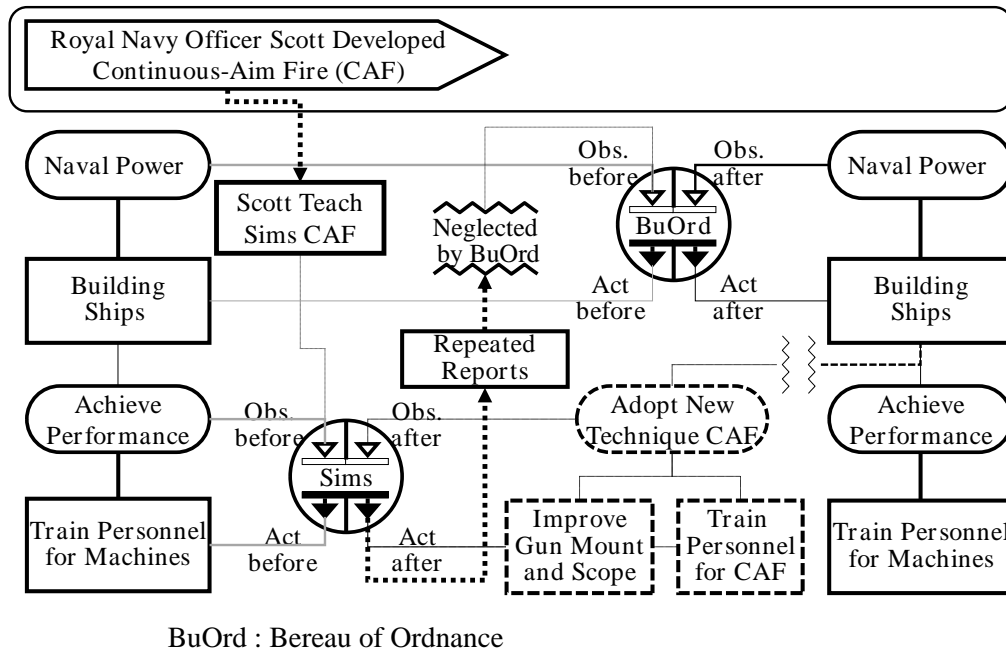 Royal Navy Officer Scott Developed
Continuous-Aim Fire (CAF)
Naval Power
Obs.
before
Obs.
after
Naval Power
Scott Teach
Sims CAF
Neglected
by BuOrd
BuOrd
Building
Ships
Act
before
Act
after
Building
Ships
Repeated
Reports
Achieve
Performance
Obs.
before
Obs.
after
Adopt New
Technique CAF
Achieve
Performance
Sims
Train Personnel
for Machines
Act
before
Act
after
Improve
Gun Mount
and Scope
Train
Personnel
for CAF
Train Personnel
for Machines
BuOrd : Bereau of Ordnance